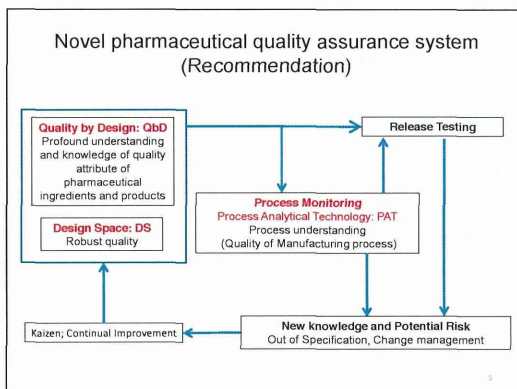 Novel pharmaceutical quality assurance system
(Recommendation)
Quality by Design: QbD
Profound understanding
and knowledge of quality
attribute of
pharmaceutical
ingredients and products
Design Space: DS
Robust quality
Release Testing
Process Monitoring
Process Analytical Technology: PAT
Process understanding
(Quality of Manufacturing process)
Kaizen; Continual Improvement
New knowledge and Potential Risk
Out of Specification, Change management
5